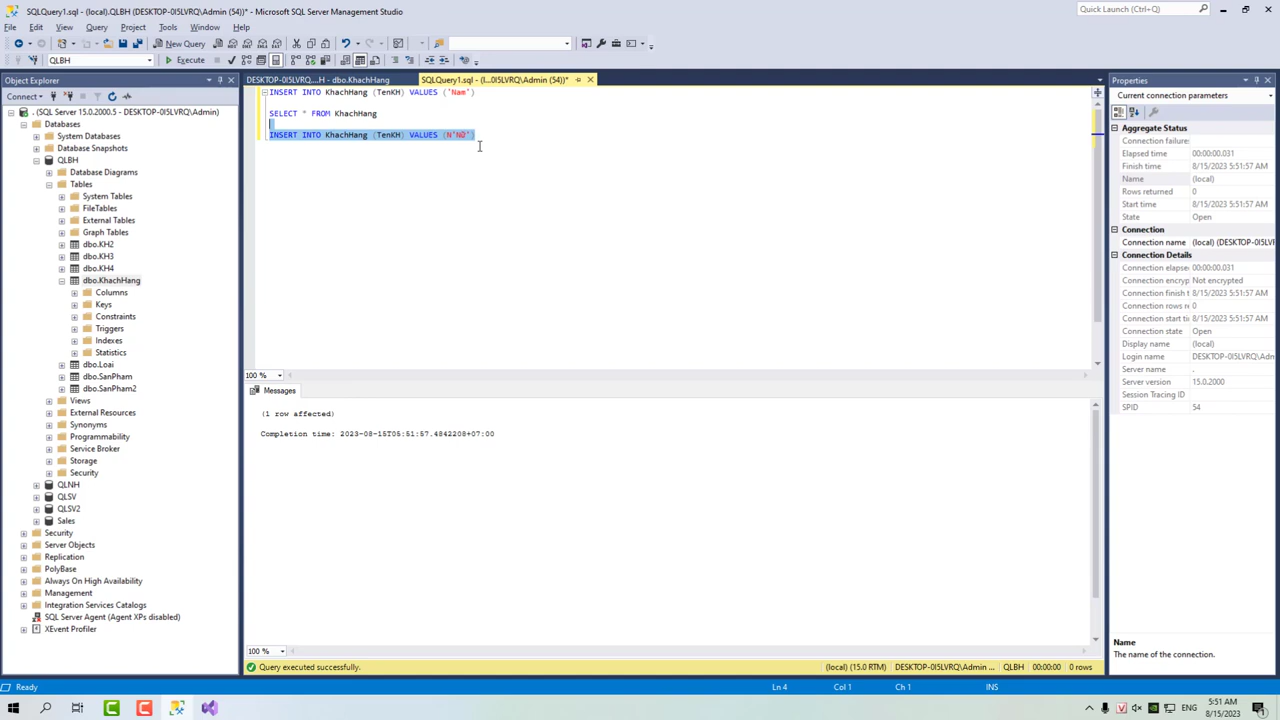 SQLQuery1.sql - (local).QLBH (DESKTOP-0I5LVRQ\Admin (54))* - Microsoft SQL Server Management Studio
Quick Launch (Ctrl+Q)
File Edit View Query Project Tools Window Help
New Query
QLBH
Execute
Object Explorer
Connect
. (SQL Server 15.0.2000.5 - DESKTOP-0I5LVRQ\Admin)
Databases
System Databases
Database Snapshots
QLBH
Database Diagrams
Tables
System Tables
FileTables
External Tables
Graph Tables
dbo.KH2
dbo.KH3
dbo.KH4
dbo.KhachHang
Columns
Keys
Constraints
Triggers
Indexes
Statistics
dbo.Loai
dbo.SanPham
dbo.SanPham2
Views
External Resources
Synonyms
Programmability
Service Broker
Storage
Security
QLNH
QLSV
QLSV2
Sales
Security
Server Objects
Replication
PolyBase
Always On High Availability
Management
Integration Services Catalogs
SQL Server Agent (Agent XPs disabled)
XEvent Profiler
DESKTOP-0I5LVRQ....H - dbo.KhachHang
SQLQuery1.sql - (l...0I5LVRQ\Admin (54))*
INSERT INTO KhachHang (TenKH) VALUES ('Nam')
SELECT * FROM KhachHang
INSERT INTO KhachHang (TenKH) VALUES (N'Nữ')
100 %
Messages
(1 row affected)
Completion time: 2023-08-15T05:51:57.4842208+07:00
100 %
Query executed successfully.
(local) (15.0 RTM) DESKTOP-0I5LVRQ\Admin ... QLBH 00:00:00 0 rows
Properties
Current connection parameters
Aggregate Status
Connection failure:
Elapsed time 00:00:00.031
Finish time 8/15/2023 5:51:57 AM
Name (local)
Rows returned 0
Start time 8/15/2023 5:51:57 AM
State Open
Connection
Connection name (local) (DESKTOP-0I5LVR
Connection Details
Connection elapse 00:00:00.031
Connection encryp Not encrypted
Connection finish t 8/15/2023 5:51:57 AM
Connection rows r 0
Connection start ti 8/15/2023 5:51:57 AM
Connection state Open
Display name (local)
Login name DESKTOP-0I5LVRQ\Adn
Server name .
Server version 15.0.2000
Session Tracing ID
SPID 54
Name
The name of the connection.
Ready
Ln 4 Col 1 Ch 1 INS
ENG
5:51 AM
8/15/2023